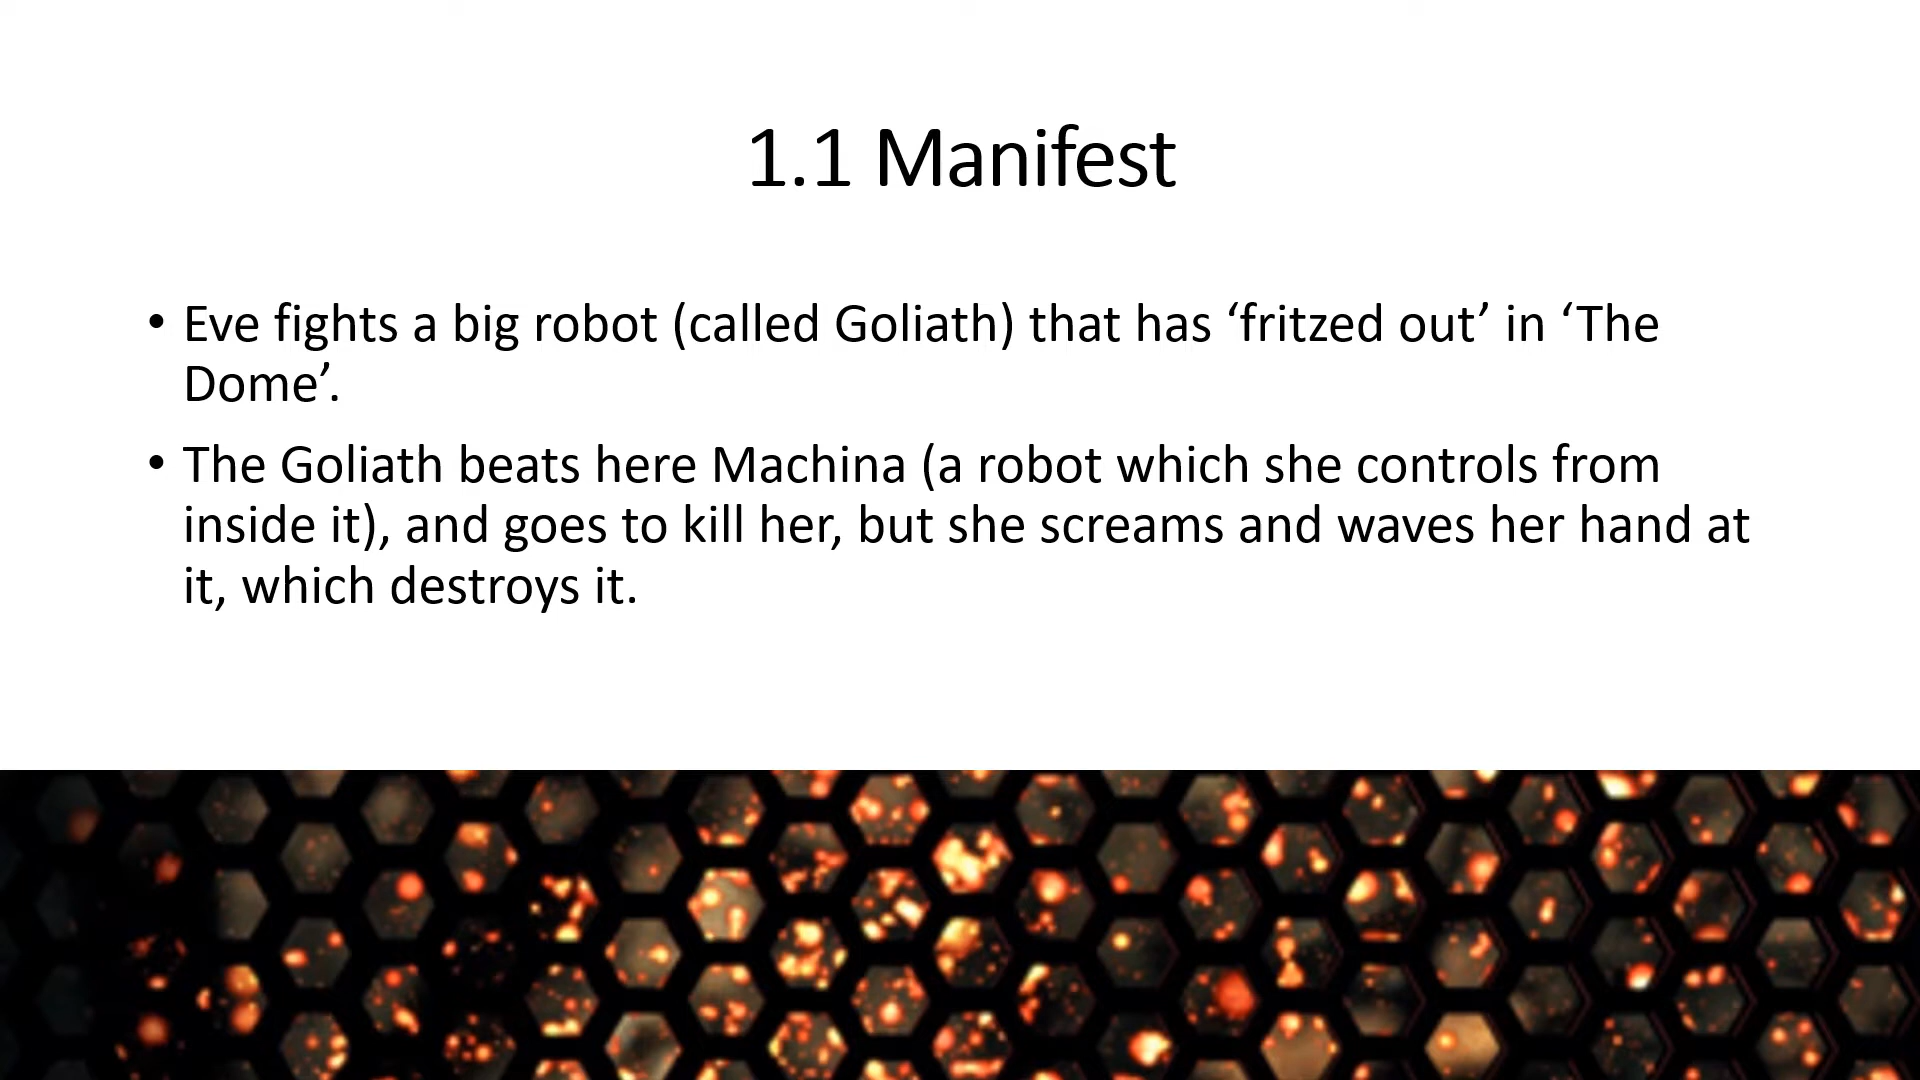 1.1 Manifest
• Eve fights a big robot (called Goliath) that has ‘fritzed out’ in ‘The
Dome’.
• The Goliath beats here Machina (a robot which she controls from
inside it), and goes to kill her, but she screams and waves her hand at
it, which destroys it.